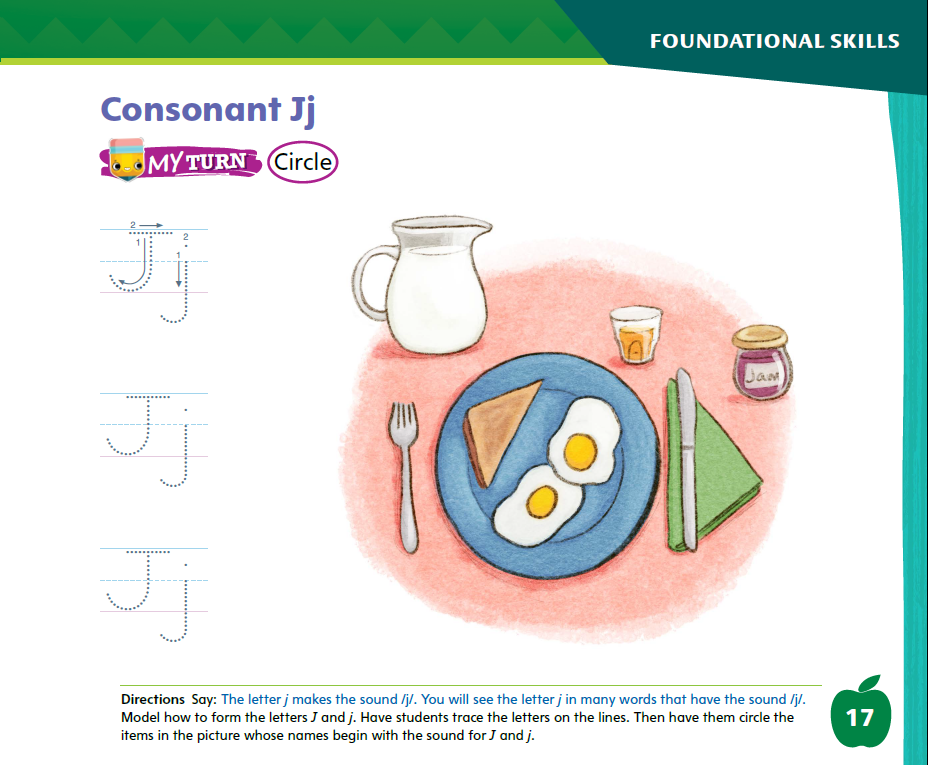 FOUNDATIONAL SKILLS
Consonant Jj
MY TURN Circle
2
1
J
2
1
j
J j
J j
Jam
Directions Say: The letter j makes the sound /j/. You will see the letter j in many words that have the sound /j/.
Model how to form the letters J and j. Have students trace the letters on the lines. Then have them circle the
items in the picture whose names begin with the sound for J and j.
17